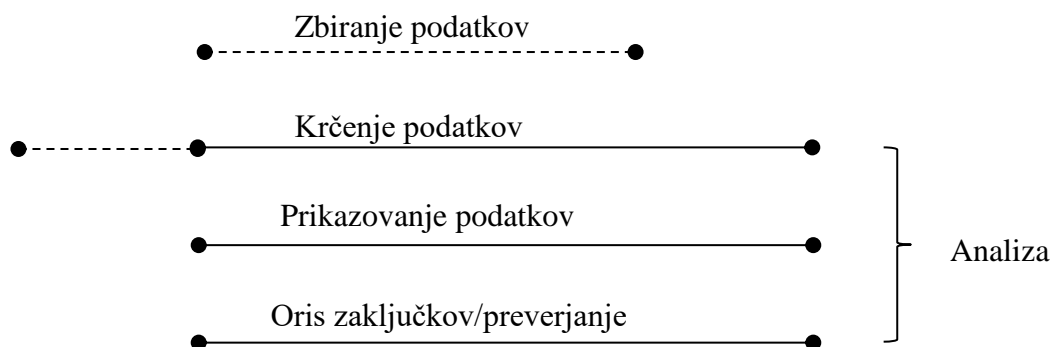 Zbiranje podatkov
Krčenje podatkov
Prikazovanje podatkov
Analiza
Oris zaključkov/preverjanje